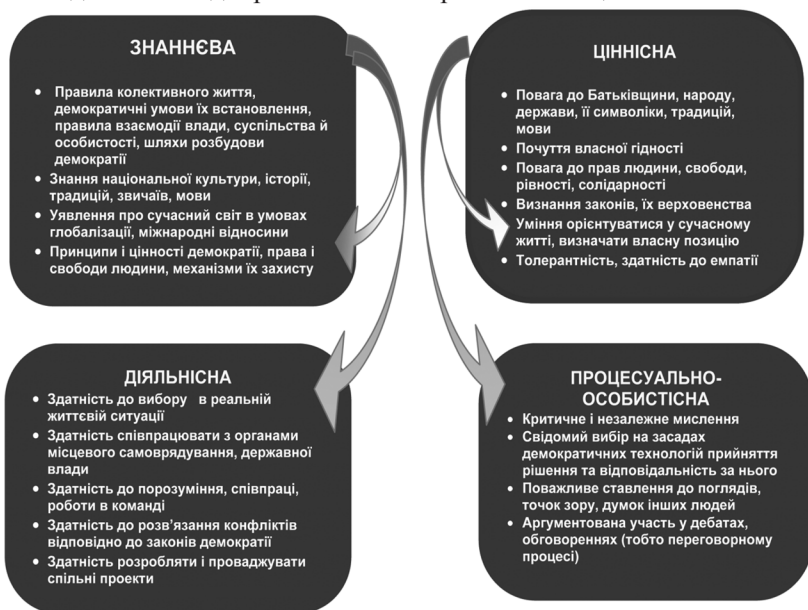 ЗНАННЄВА
• Правила колективного життя,
демократичні умови їх встановлення,
правила взаємодії влади, суспільства й
особистості, шляхи розбудови
демократії
• Знання національної культури, історії,
традицій, звичаїв, мови
• Уявлення про сучасний світ в умовах
глобалізації, міжнародні відносини
• Принципи і цінності демократії, права і
свободи людини, механізми їх захисту
ЦІННІСНА
• Повага до Батьківщини, народу,
держави, її символіки, традицій,
мови
• Почуття власної гідності
• Повага до прав людини, свободи,
рівності, солідарності
• Визнання законів, їх верховенства
Уміння орієнтуватися у сучасному
житті, визначати власну позицію
• Толерантність, здатність до емпатії
ДІЯЛЬНІСНА
• Здатність до вибору в реальній
життєвій ситуації
• Здатність співпрацювати з органами
місцевого самоврядування, державної
влади
• Здатність до порозуміння, співпраці,
роботи в команді
• Здатність до розв'язання конфліктів
відповідно до законів демократії
• Здатність розробляти і проваджувати
спільні проекти
ПРОЦЕСУАЛЬНО-
ОСОБИСТІСНА
• Критичне і незалежне мислення
• Свідомий вибір на засадах
демократичних технологій прийняття
рішення та відповідальність за нього
• Поважливе ставлення до поглядів,
точок зору, думок інших людей
• Аргументована участь у дебатах,
обговореннях (тобто переговорному
процесі)